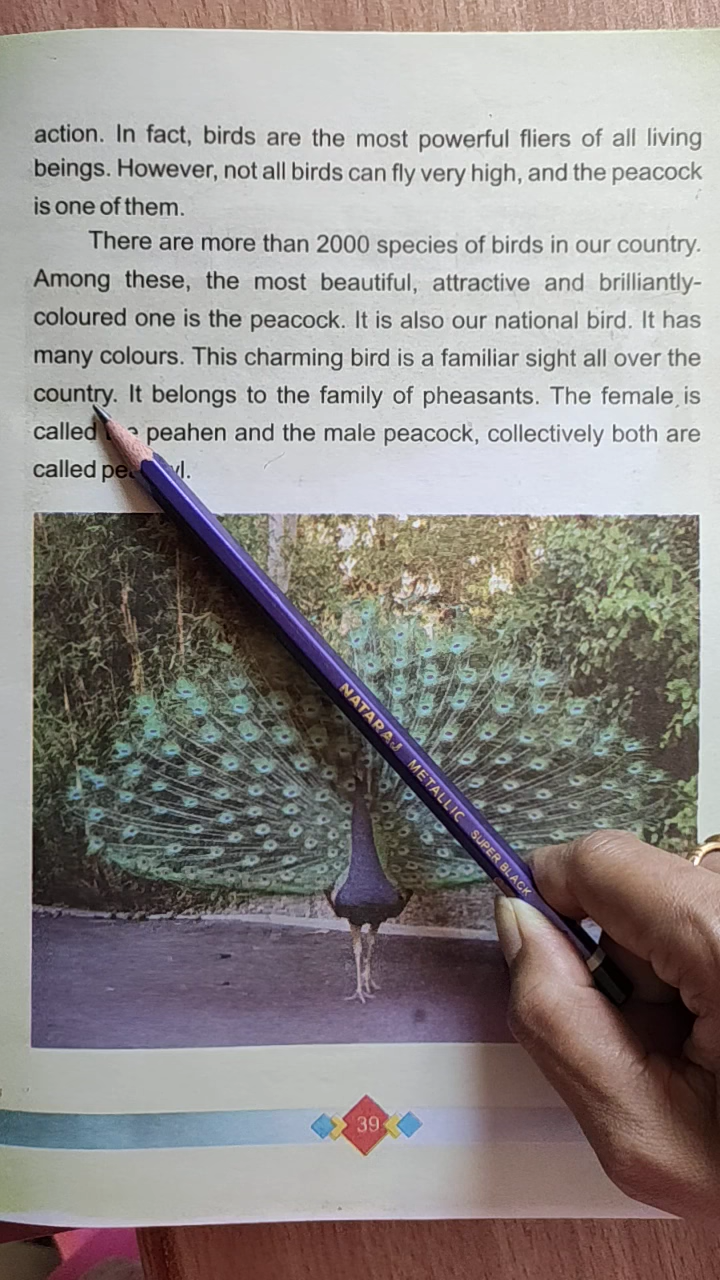 action. In fact, birds are the most powerful fliers of all living
beings. However, not all birds can fly very high, and the peacock
is one of them.
There are more than 2000 species of birds in our country.
Among these, the most beautiful, attractive and brilliantly-
coloured one is the peacock. It is also our national bird. It has
many colours. This charming bird is a familiar sight all over the
country. It belongs to the family of pheasants. The female is
called peahen and the male peacock, collectively both are
called
NATARAJ METALLIC SUPER BLACK
39